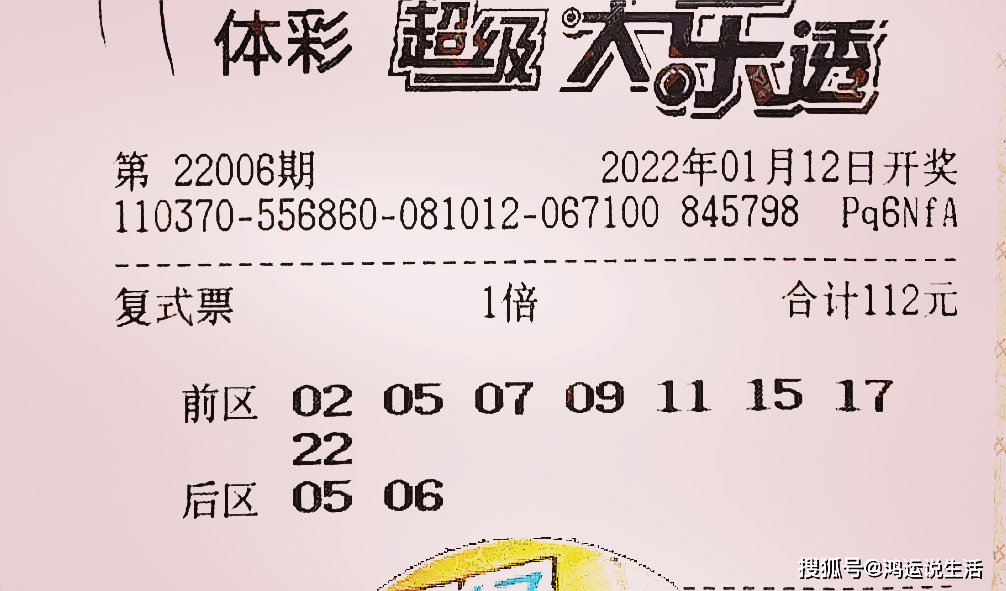 体彩 超级大乐透
第 22006期 2022年01月12日开奖
110370-556860-081012-067100 845798 Pq6NfA
复式票 1倍 合计112元
前区 02 05 07 09 11 15 17
22
后区 05 06
搜狐号@鸿运说生活